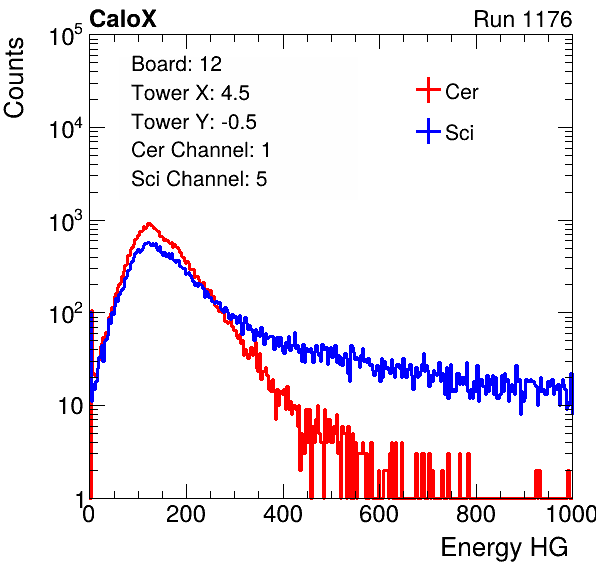 CaloX Run 1176
Counts
10^5
10^4
10^3
10^2
10
1
Board: 12
Tower X: 4.5
Tower Y: -0.5
Cer Channel: 1
Sci Channel: 5
Cer
Sci
0 200 400 600 800 1000
Energy HG